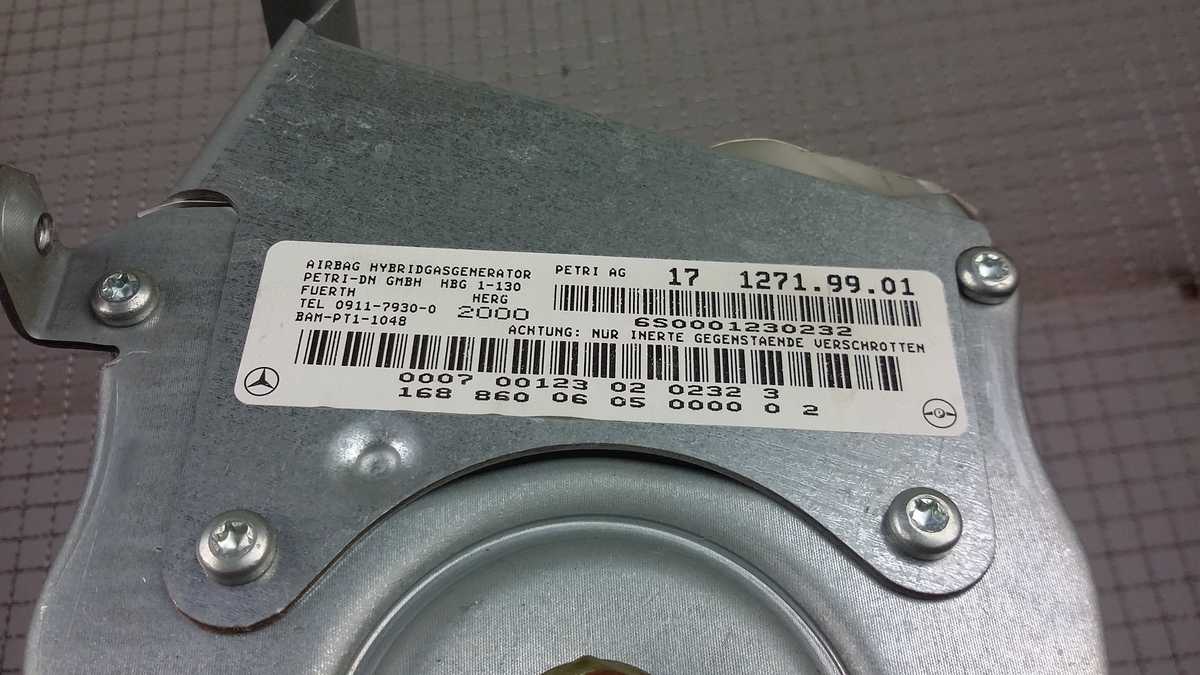 AIRBAG HYBRIDGASGENERATOR
PETRI-DN GMBH HBG 1-130
FUERTH HERG
TEL 0911-7930-0 2000
BAM-PT1-1048
PETRI AG 17 1271.99.01
6S0001230232
ACHTUNG: NUR INERTE GEGENSTAENDE VERSCHROTTEN
0007 00123 02 0232 3
168 860 06 05 0000 0 2